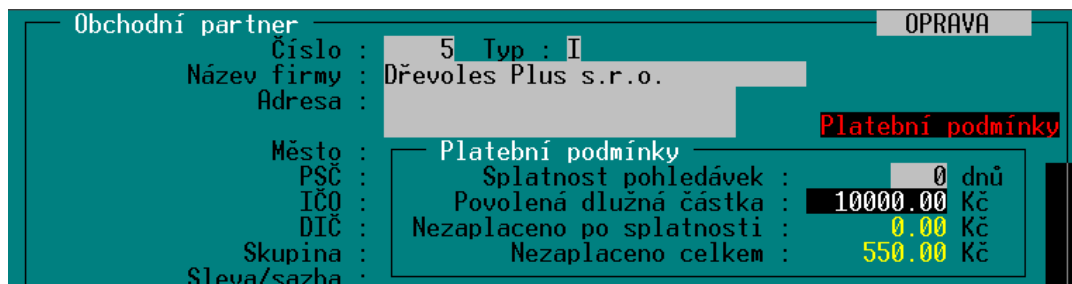 Obchodní partner OPRAVA
Číslo : 5 Typ : I
Název firmy : Dřevoles Plus s.r.o.
Adresa :
Platební podmínky
Město : Platební podmínky
PSČ : Splatnost pohledávek : 0 dnů
IČO : Povolená dlužná částka : 10000.00 Kč
DIČ : Nezaplaceno po splatnosti : 0.00 Kč
Skupina : Nezaplaceno celkem : 550.00 Kč
Sleva/sazba :